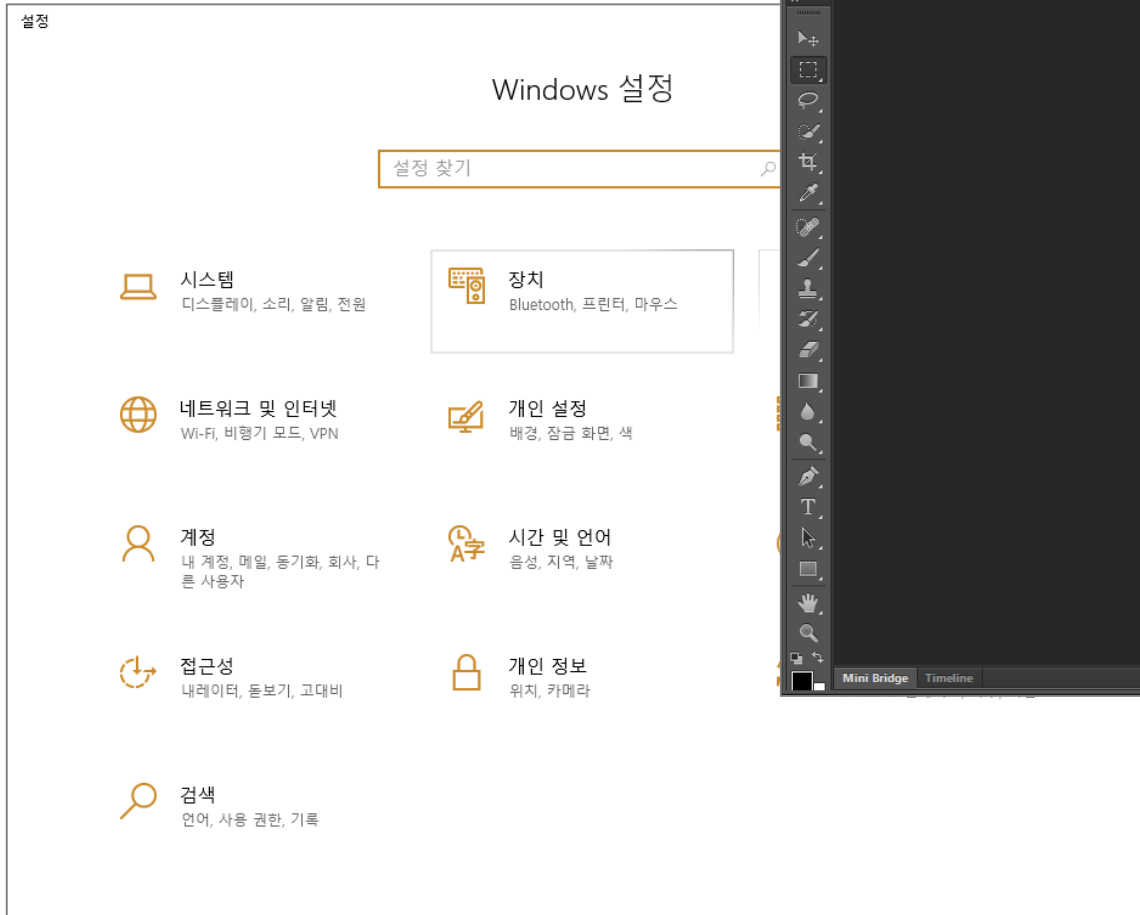 설정
Windows 설정
설정 찾기
시스템
디스플레이, 소리, 알림, 전원
장치
Bluetooth, 프린터, 마우스
네트워크 및 인터넷
Wi-Fi, 비행기 모드, VPN
개인 설정
배경, 잠금 화면, 색
계정
내 계정, 메일, 동기화, 회사, 다
른 사용자
시간 및 언어
음성, 지역, 날짜
접근성
내레이터, 돋보기, 고대비
개인 정보
위치, 카메라
검색
언어, 사용 권한, 기록
Mini Bridge
Timeline